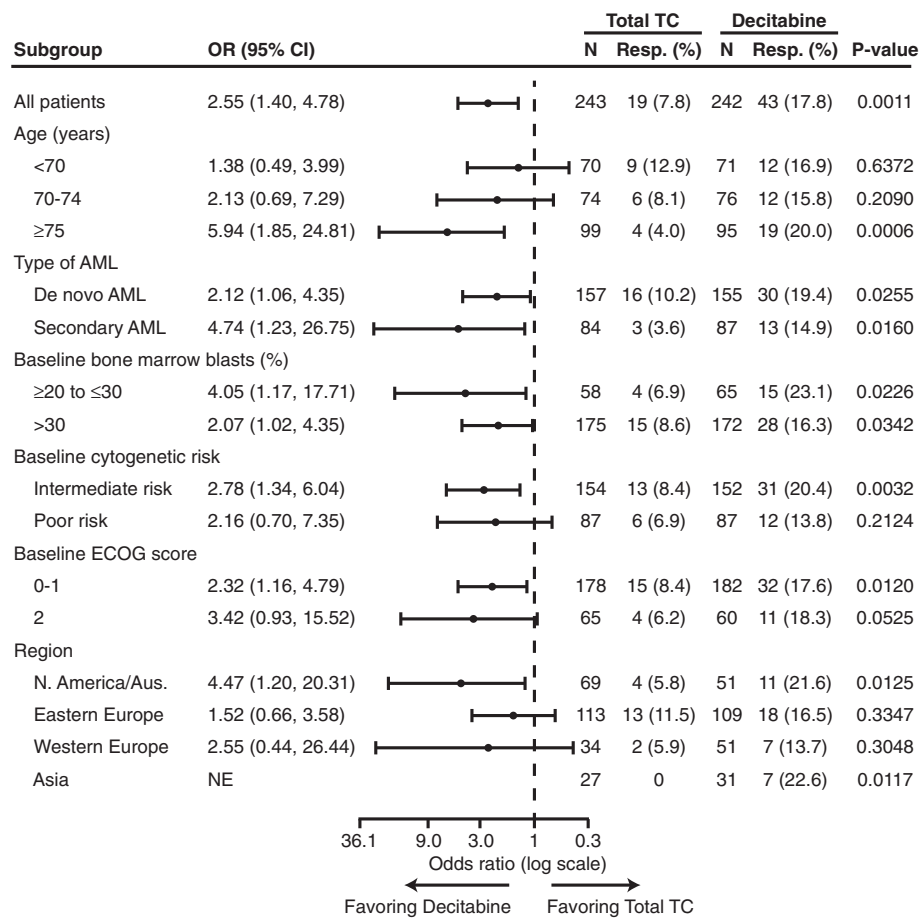 Total TC Decitabine
Subgroup OR (95% CI) N Resp. (%) N Resp. (%) P-value
All patients 2.55 (1.40, 4.78) 243 19 (7.8) 242 43 (17.8) 0.0011
Age (years)
<70 1.38 (0.49, 3.99) 70 9 (12.9) 71 12 (16.9) 0.6372
70-74 2.13 (0.69, 7.29) 74 6 (8.1) 76 12 (15.8) 0.2090
≥75 5.94 (1.85, 24.81) 99 4 (4.0) 95 19 (20.0) 0.0006
Type of AML
De novo AML 2.12 (1.06, 4.35) 157 16 (10.2) 155 30 (19.4) 0.0255
Secondary AML 4.74 (1.23, 26.75) 84 3 (3.6) 87 13 (14.9) 0.0160
Baseline bone marrow blasts (%)
≥20 to ≤30 4.05 (1.17, 17.71) 58 4 (6.9) 65 15 (23.1) 0.0226
>30 2.07 (1.02, 4.35) 175 15 (8.6) 172 28 (16.3) 0.0342
Baseline cytogenetic risk
Intermediate risk 2.78 (1.34, 6.04) 154 13 (8.4) 152 31 (20.4) 0.0032
Poor risk 2.16 (0.70, 7.35) 87 6 (6.9) 87 12 (13.8) 0.2124
Baseline ECOG score
0-1 2.32 (1.16, 4.79) 178 15 (8.4) 182 32 (17.6) 0.0120
2 3.42 (0.93, 15.52) 65 4 (6.2) 60 11 (18.3) 0.0525
Region
N. America/Aus. 4.47 (1.20, 20.31) 69 4 (5.8) 51 11 (21.6) 0.0125
Eastern Europe 1.52 (0.66, 3.58) 113 13 (11.5) 109 18 (16.5) 0.3347
Western Europe 2.55 (0.44, 26.44) 34 2 (5.9) 51 7 (13.7) 0.3048
Asia NE 27 0 31 7 (22.6) 0.0117
36.1 9.0 3.0 1 0.3
Odds ratio (log scale)
Favoring Decitabine Favoring Total TC